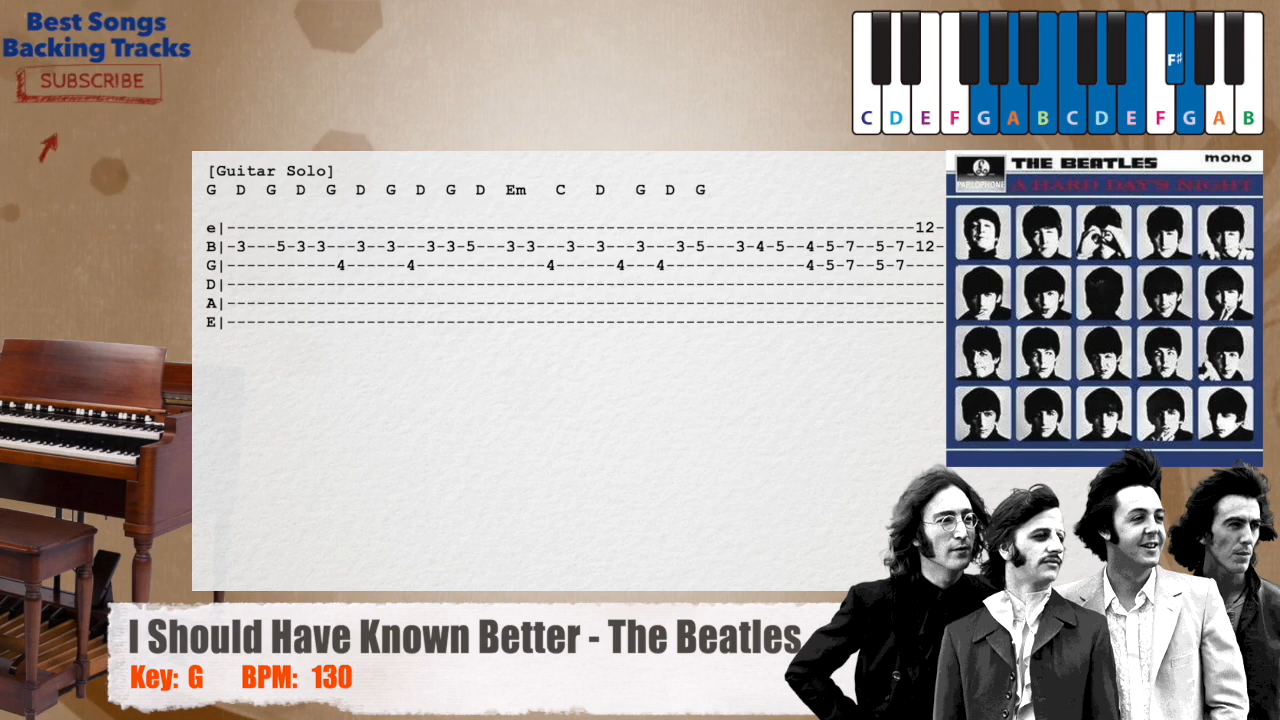 Best Songs
Backing Tracks
SUBSCRIBE
F#
C D E F G A B C D E F G A B
[Guitar Solo]
G  D  G  D  G  D  G  D  G  D  Em   C   D   G  D  G
e|---------------------------------------------------------------------12-
B|-3---5-3-3---3--3---3-3-5---3-3---3--3---3---3-5---3-4-5--4-5-7--5-7-12-
G|-----------4------4-------------4------4---4--------------4-5-7--5-7----
D|------------------------------------------------------------------------
A|------------------------------------------------------------------------
E|------------------------------------------------------------------------
PARLOPHONE
THE BEATLES
mono
A HARD DAY'S NIGHT
I Should Have Known Better - The Beatles
Key: G BPM: 130